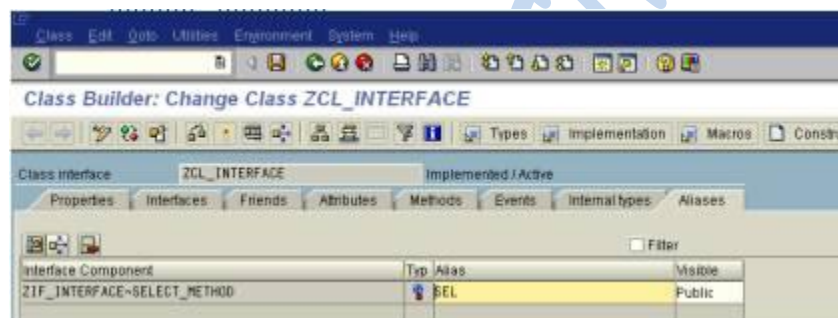 Class Edit Goto Utilities Environment System Help
Class Builder: Change Class ZCL_INTERFACE
Types Implementation Macros Constr
Class interface ZCL_INTERFACE Implemented / Active
Properties Interfaces Friends Attributes Methods Events Internal types Aliases
Filter
Interface Component Typ Alias Visible
ZIF_INTERFACE~SELECT_METHOD SEL Public